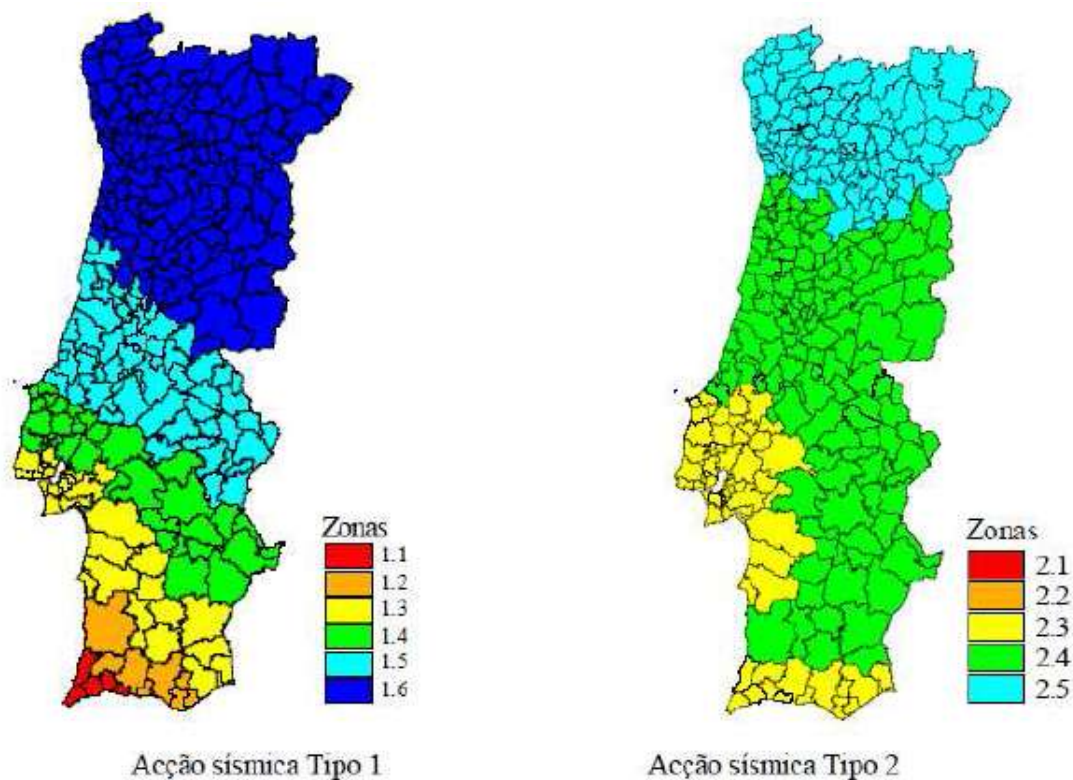 Zonas
1.1
1.2
1.3
1.4
1.5
1.6
Acção sísmica Tipo 1
Zonas
2.1
2.2
2.3
2.4
2.5
Acção sísmica Tipo 2